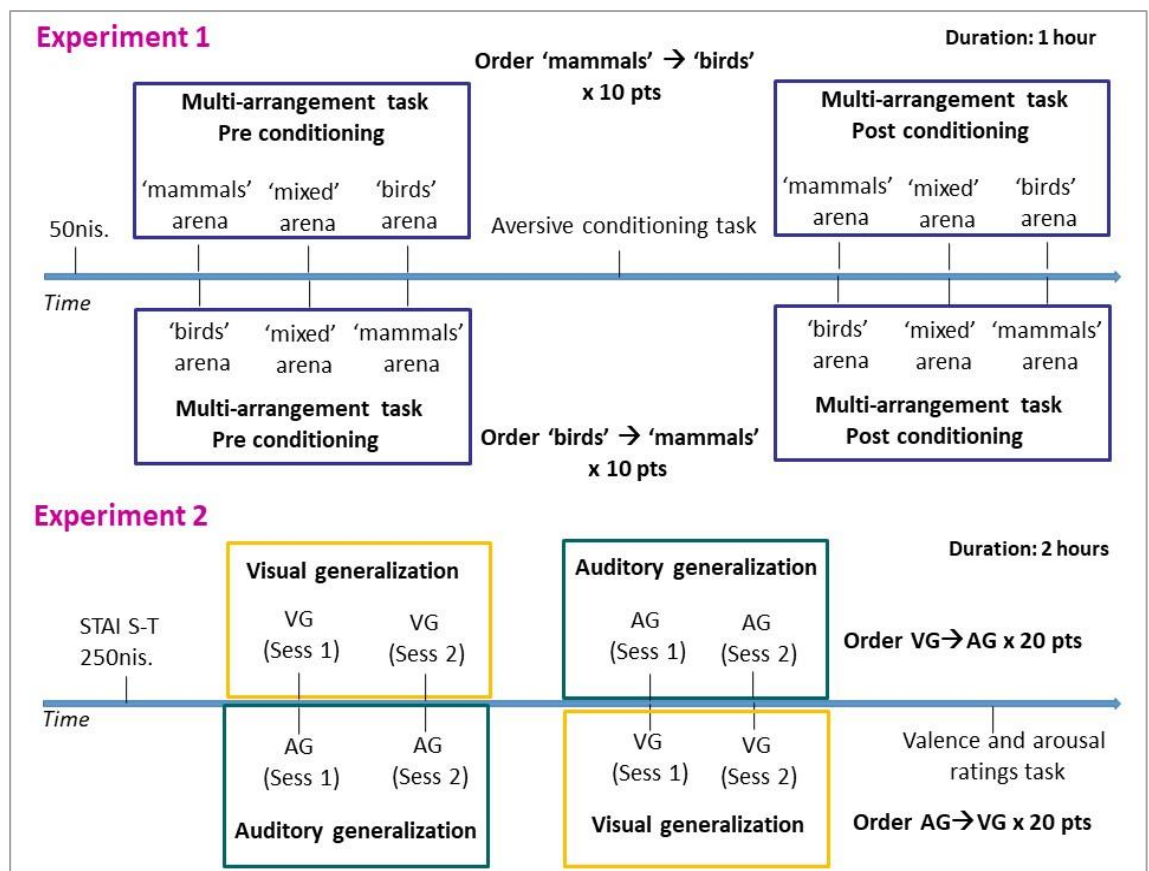 Experiment 1
Duration: 1 hour
Order ‘mammals’ → ‘birds’
x 10 pts
Multi-arrangement task
Pre conditioning
‘mammals’ arena
‘mixed’ arena
‘birds’ arena
Multi-arrangement task
Post conditioning
‘mammals’ arena
‘mixed’ arena
‘birds’ arena
50nis.
Aversive conditioning task
Time
‘birds’ arena
‘mixed’ arena
‘mammals’ arena
Multi-arrangement task
Pre conditioning
Order ‘birds’ → ‘mammals’
x 10 pts
‘birds’ arena
‘mixed’ arena
‘mammals’ arena
Multi-arrangement task
Post conditioning
Experiment 2
Duration: 2 hours
STAI S-T
250nis.
Visual generalization
VG
(Sess 1)
VG
(Sess 2)
Auditory generalization
AG
(Sess 1)
AG
(Sess 2)
Order VG→AG x 20 pts
Time
AG
(Sess 1)
AG
(Sess 2)
Auditory generalization
VG
(Sess 1)
VG
(Sess 2)
Visual generalization
Valence and arousal
ratings task
Order AG→VG x 20 pts